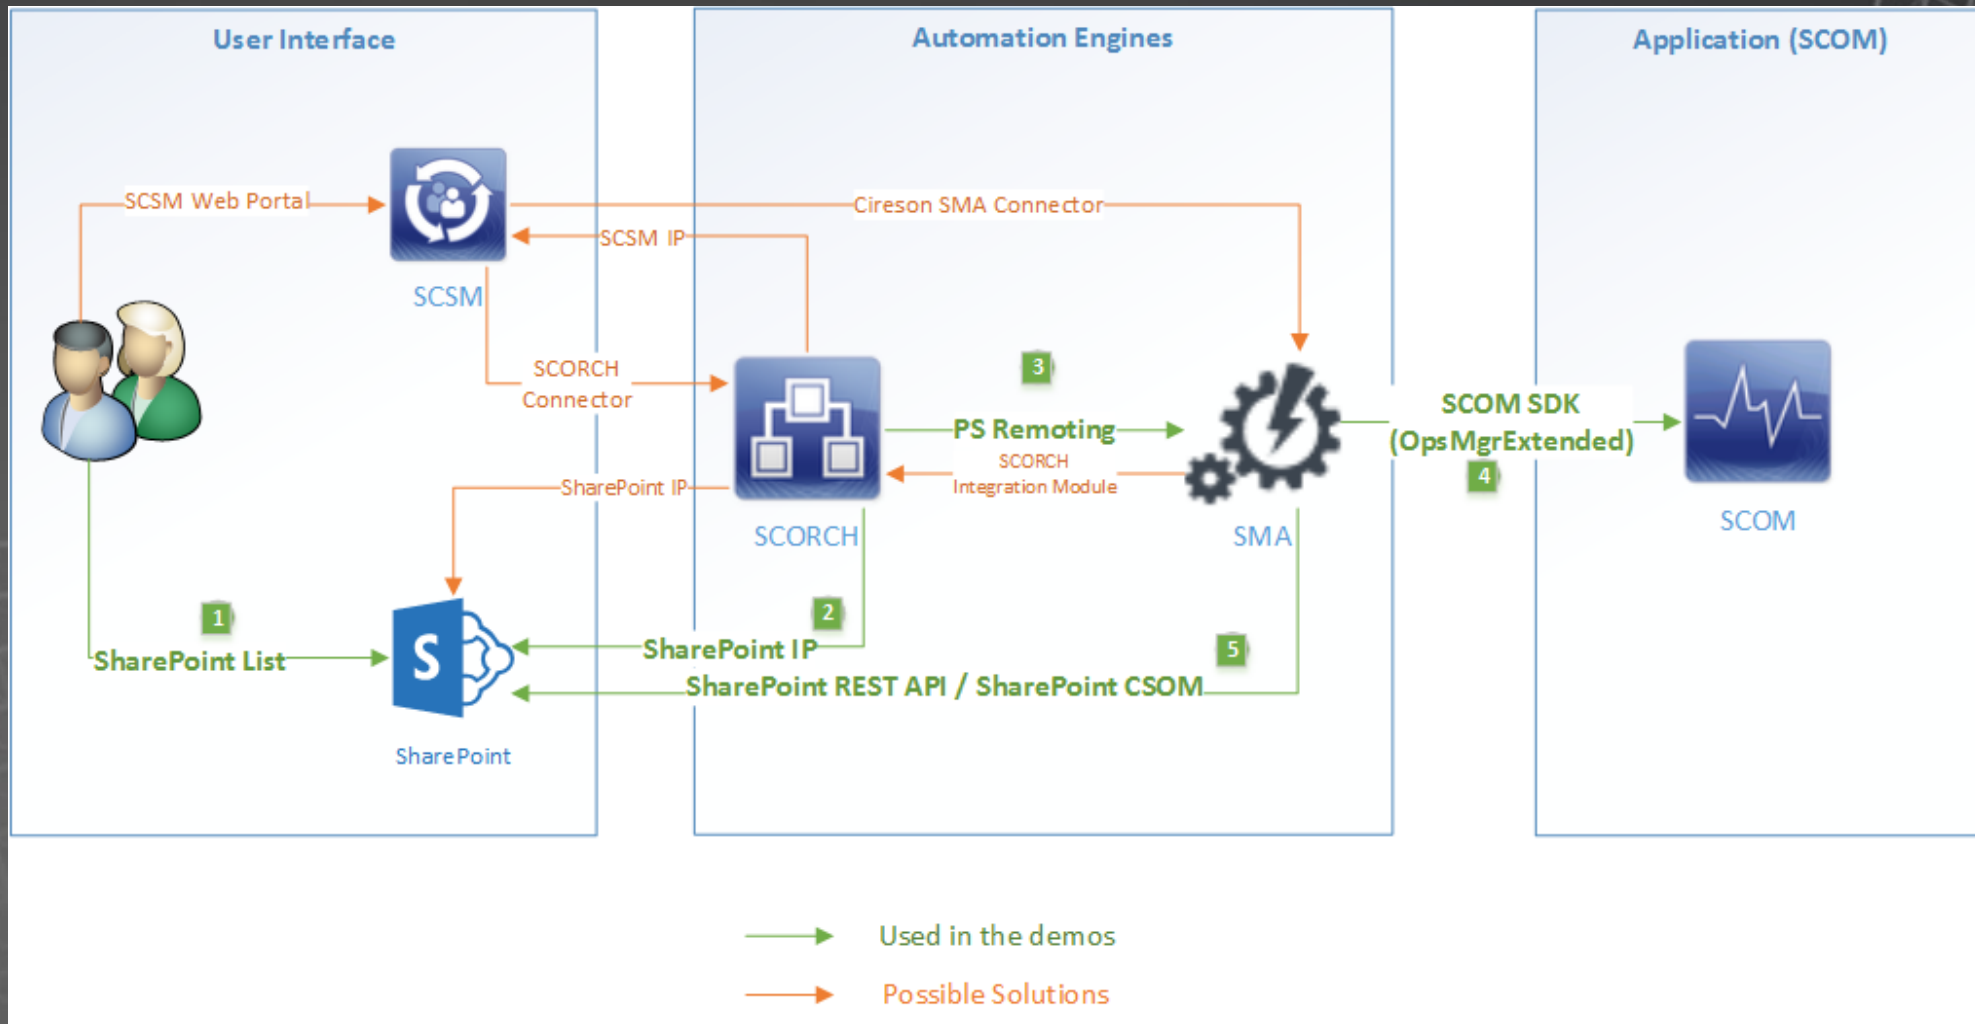 User Interface
Automation Engines
Application (SCOM)
SCSM Web Portal
Cireson SMA Connector
SCSM IP
SCSM
SCORCH
Connector
3
PS Remoting
SCORCH
Integration Module
SCOM SDK
(OpsMgrExtended)
4
SharePoint IP
SCORCH
SMA
SCOM
1
SharePoint List
2
SharePoint IP
5
SharePoint REST API / SharePoint CSOM
S
SharePoint
Used in the demos
Possible Solutions